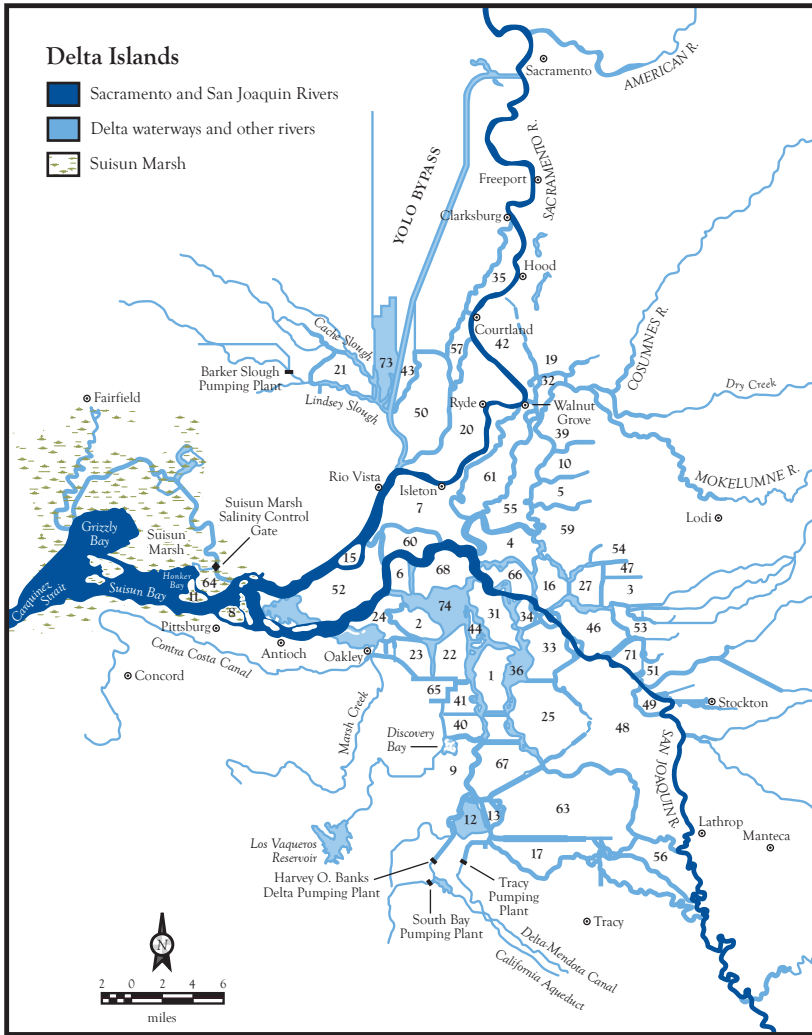 Delta Islands
Sacramento and San Joaquin Rivers
Delta waterways and other rivers
Suisun Marsh
Sacramento
AMERICAN R.
YOLO BYPASS
SACRAMENTO R.
Freeport
Clarksburg
Hood
35
Courtland
42
Cache Slough
COSUMNES R.
57
19
73
43
21
Barker Slough
Pumping Plant
32
Dry Creek
Fairfield
Lindsey Slough
50
Ryde
Walnut
Grove
20
39
10
MOKELUMNE R.
61
5
Rio Vista
Isleton
7
55
Lodi
Suisun Marsh
Salinity Control
Gate
59
Grizzly
Bay
Suisun
Marsh
60
4
54
15
47
Honker
Bay
64
6
68
66
16
27
3
52
Suisun Bay
11
Carquinez
Strait
8
74
24
2
31
34
46
53
44
Pittsburg
Antioch
Oakley
23
22
33
71
Contra Costa Canal
36
51
Concord
1
65
41
49
Stockton
25
40
48
Marsh Creek
Discovery
Bay
SAN JOAQUIN R.
9
67
63
12
13
Lathrop
Manteca
Los Vaqueros
Reservoir
17
56
Harvey O. Banks
Delta Pumping Plant
Tracy
Pumping
Plant
South Bay
Pumping Plant
Tracy
Delta-Mendota Canal
California Aqueduct
N
2 0 2 4 6
miles